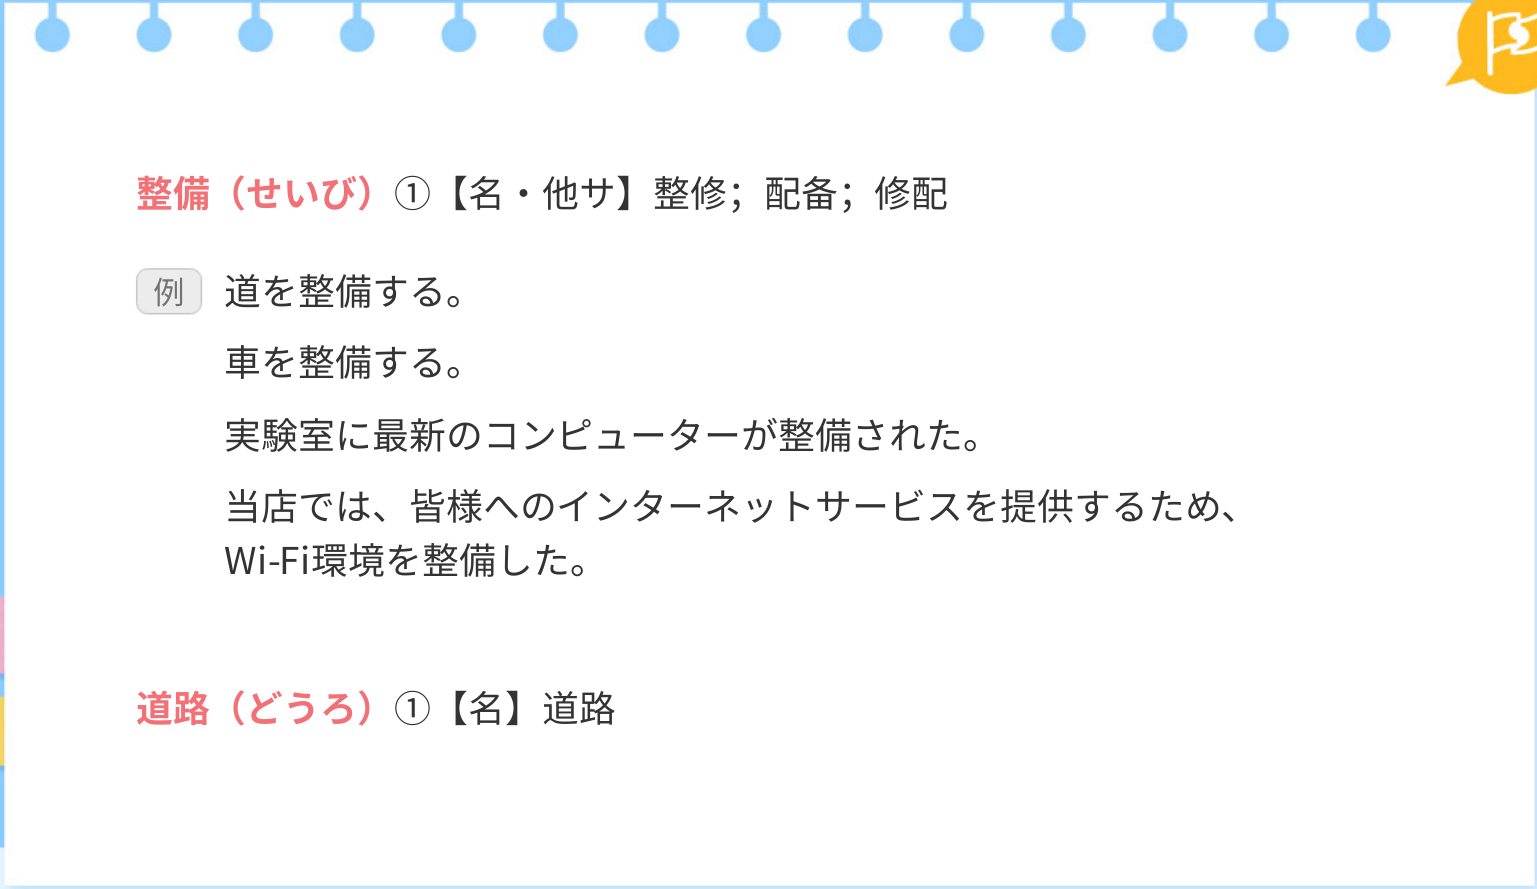 整備（せいび）①【名・他サ】整修；配备；修配
例 道を整備する。
車を整備する。
実験室に最新のコンピューターが整備された。
当店では、皆様へのインターネットサービスを提供するため、
Wi-Fi環境を整備した。
道路（どうろ）①【名】道路